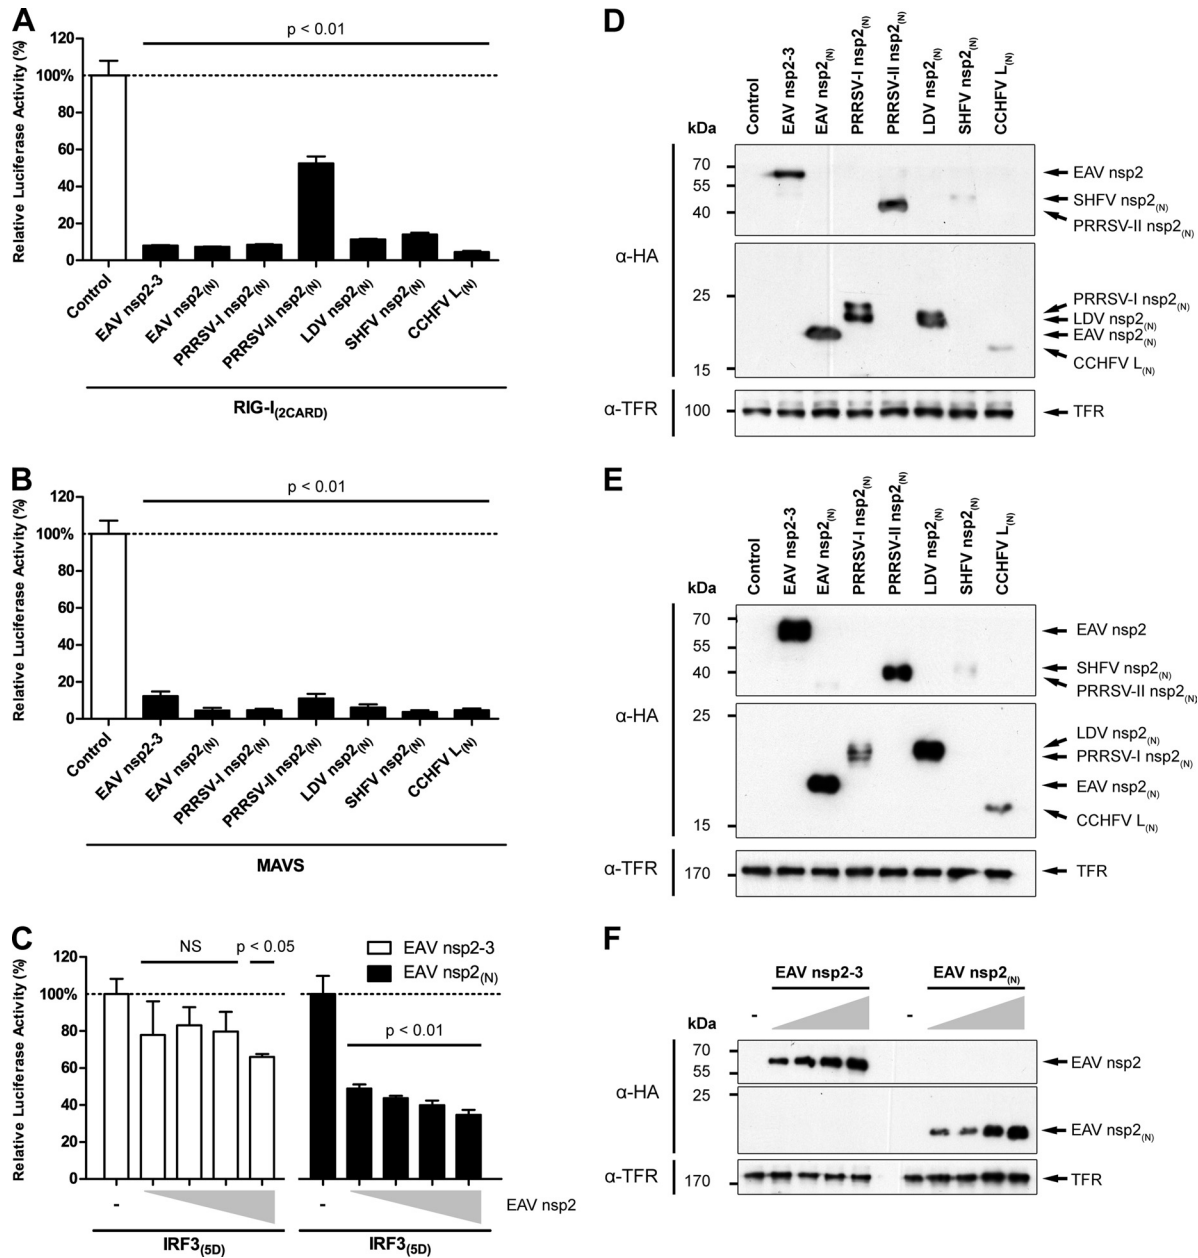 A
Relative Luciferase Activity (%)
120
100%
80
60
40
20
0
p < 0.01
Control
EAV nsp2-3
EAV nsp2(N)
PRRSV-I nsp2(N)
PRRSV-II nsp2(N)
LDV nsp2(N)
SHFV nsp2(N)
CCHFV L(N)
RIG-I(2CARD)
B
Relative Luciferase Activity (%)
120
100%
80
60
40
20
0
p < 0.01
Control
EAV nsp2-3
EAV nsp2(N)
PRRSV-I nsp2(N)
PRRSV-II nsp2(N)
LDV nsp2(N)
SHFV nsp2(N)
CCHFV L(N)
MAVS
C
Relative Luciferase Activity (%)
120
100%
80
60
40
20
0
NS
p < 0.05
EAV nsp2-3
EAV nsp2(N)
p < 0.01
-
-
EAV nsp2
IRF3(5D)
IRF3(5D)
D
Control
EAV nsp2-3
EAV nsp2(N)
PRRSV-I nsp2(N)
PRRSV-II nsp2(N)
LDV nsp2(N)
SHFV nsp2(N)
CCHFV L(N)
kDa
α-HA
70
55
40
EAV nsp2
SHFV nsp2(N)
PRRSV-II nsp2(N)
25
15
PRRSV-I nsp2(N)
LDV nsp2(N)
EAV nsp2(N)
CCHFV L(N)
α-TFR
100
TFR
E
Control
EAV nsp2-3
EAV nsp2(N)
PRRSV-I nsp2(N)
PRRSV-II nsp2(N)
LDV nsp2(N)
SHFV nsp2(N)
CCHFV L(N)
kDa
α-HA
70
55
40
EAV nsp2
SHFV nsp2(N)
PRRSV-II nsp2(N)
25
15
LDV nsp2(N)
PRRSV-I nsp2(N)
EAV nsp2(N)
CCHFV L(N)
α-TFR
170
TFR
F
EAV nsp2-3
EAV nsp2(N)
-
-
kDa
α-HA
70
55
EAV nsp2
25
EAV nsp2(N)
α-TFR
170
TFR